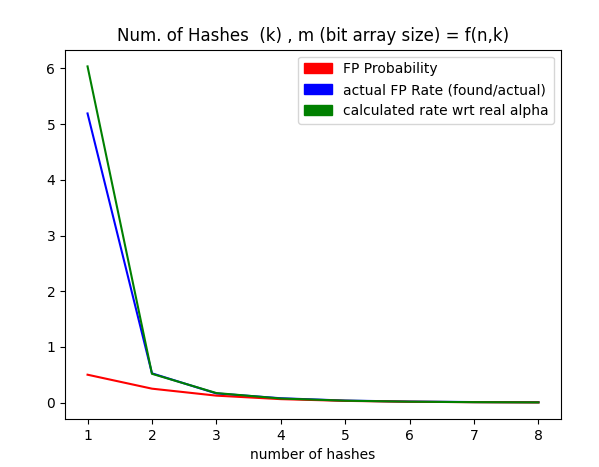 Num. of Hashes  (k) , m (bit array size) = f(n,k)
FP Probability
actual FP Rate (found/actual)
calculated rate wrt real alpha
6
5
4
3
2
1
0
1 2 3 4 5 6 7 8
number of hashes